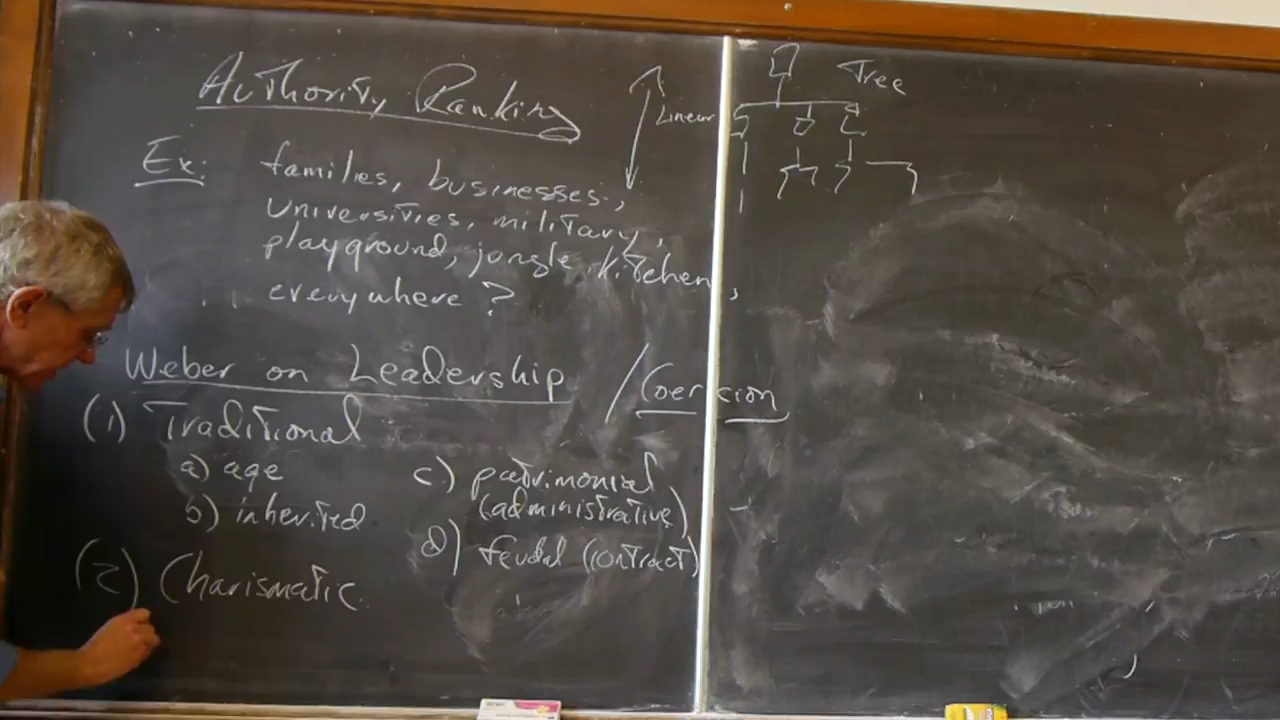 Authority Ranking
Linear
Tree
Ex: families, businesses,
universities, military,
playground, jungle, kitchen,
everywhere?
Weber on Leadership / Coercion
(1) Traditional
a) age
b) inherited
c) patrimonial
(administrative)
d) feudal (contract)
(2) Charismatic